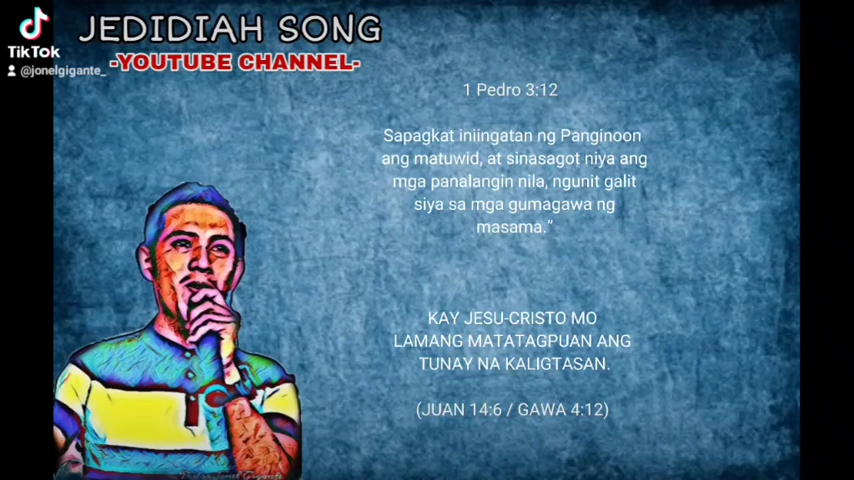 JEDIDIAH SONG
TikTok
-YOUTUBE CHANNEL-
@jonelgigante_
1 Pedro 3:12
Sapagkat iniingatan ng Panginoon
ang matuwid, at sinasagot niya ang
mga panalangin nila, ngunit galit
siya sa mga gumagawa ng
masama.”
KAY JESU-CRISTO MO
LAMANG MATATAGPUAN ANG
TUNAY NA KALIGTASAN.
(JUAN 14:6 / GAWA 4:12)